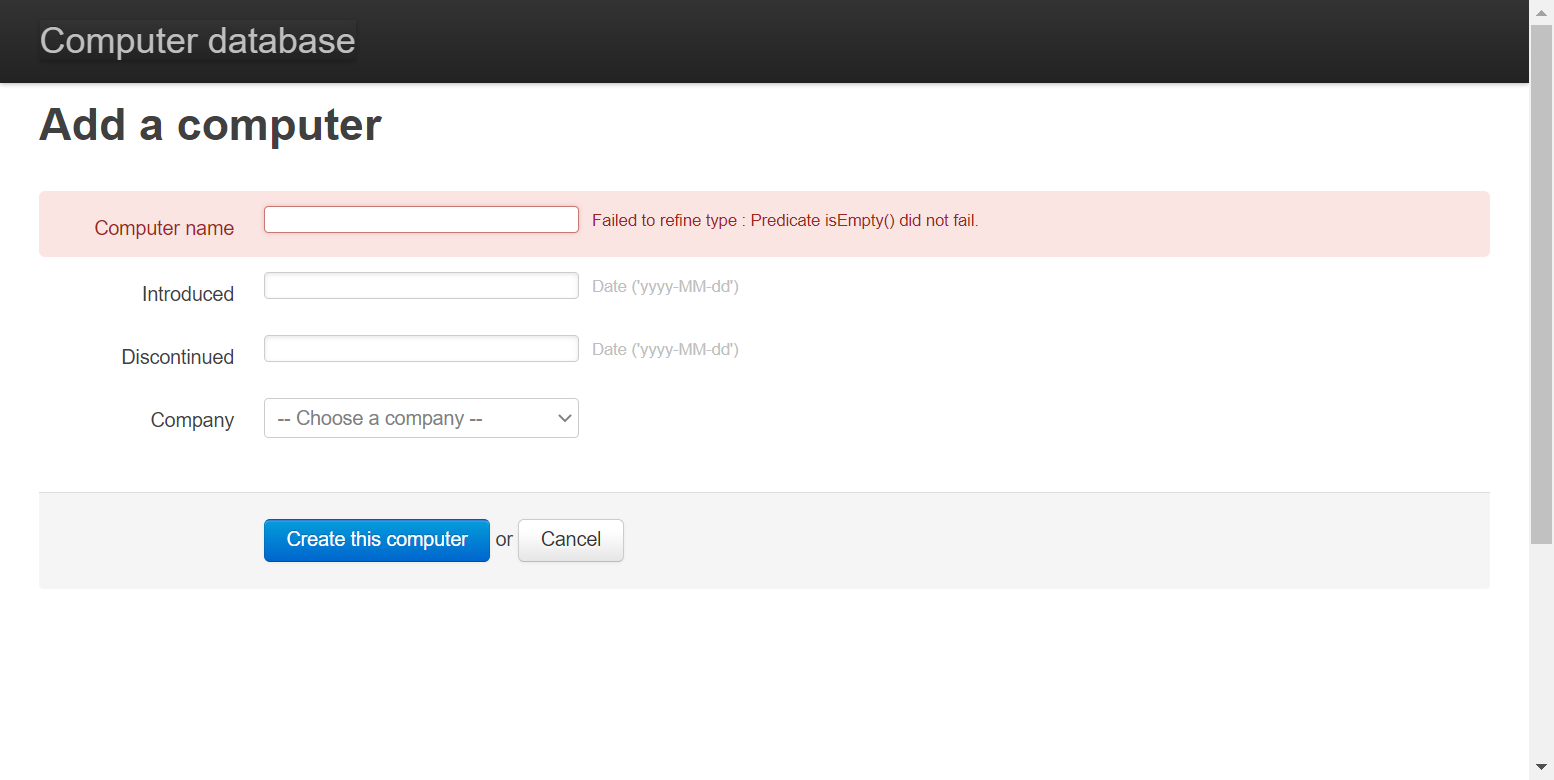 Computer database
Add a computer
Computer name Failed to refine type : Predicate isEmpty() did not fail.
Introduced Date ('yyyy-MM-dd')
Discontinued Date ('yyyy-MM-dd')
Company -- Choose a company --
Create this computer or Cancel